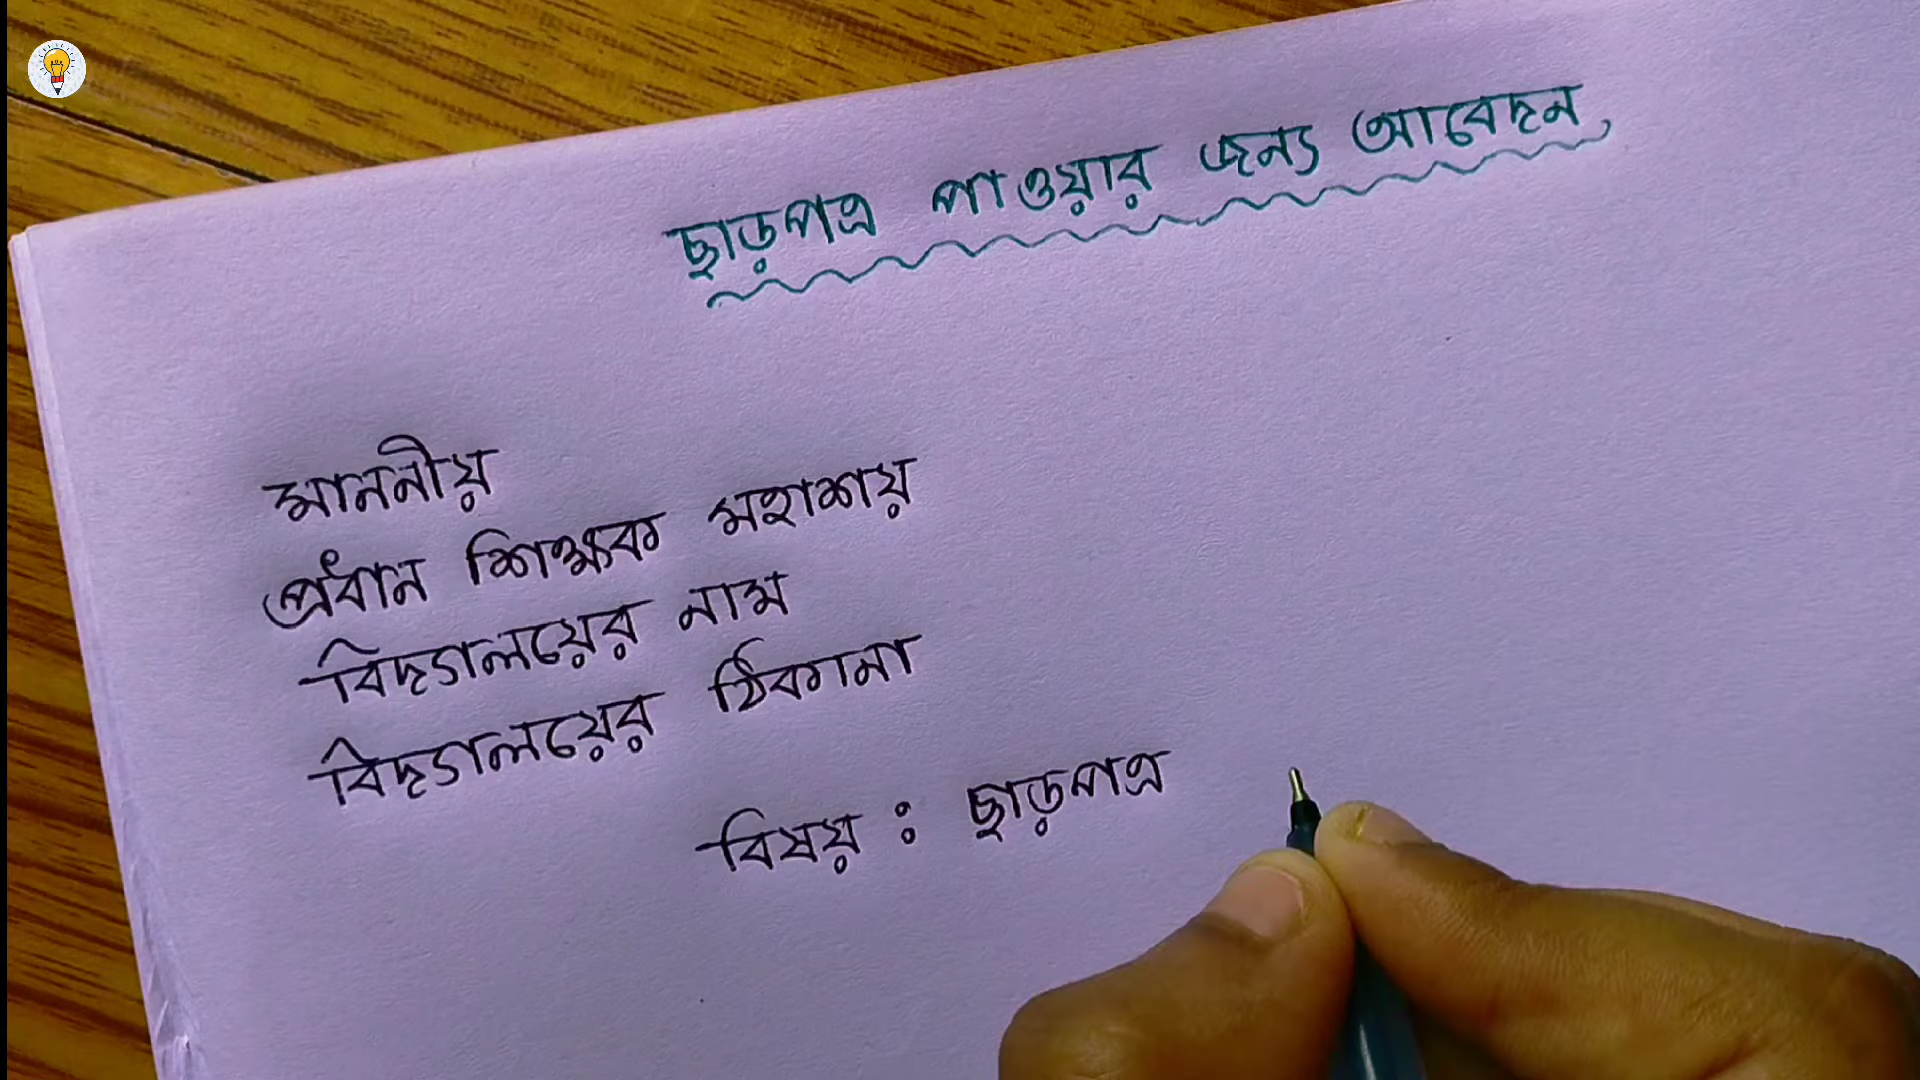 ছাড়পত্র পাওয়ার জন্য আবেদন
মাননীয়
প্রধান শিক্ষক মহাশয়
বিদ্যালয়ের নাম
বিদ্যালয়ের ঠিকানা
বিষয় : ছাড়পত্র